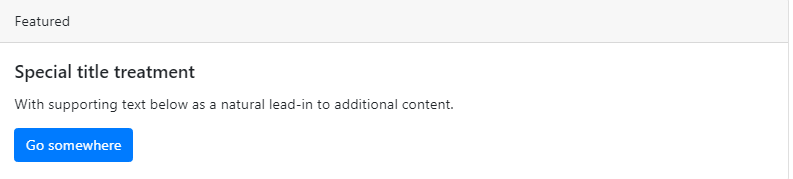 Featured
Special title treatment
With supporting text below as a natural lead-in to additional content.
Go somewhere